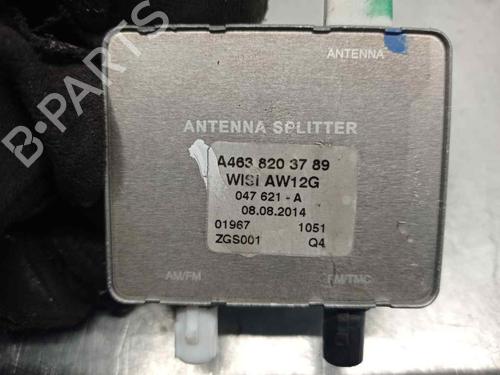 B-PARTS
ANTENNA
ANTENNA SPLITTER
A463 820 37 89
WISI AW12G
047 621 - A
08.08.2014
01967 1051
ZGS001 Q4
AM/FM FM/TMC